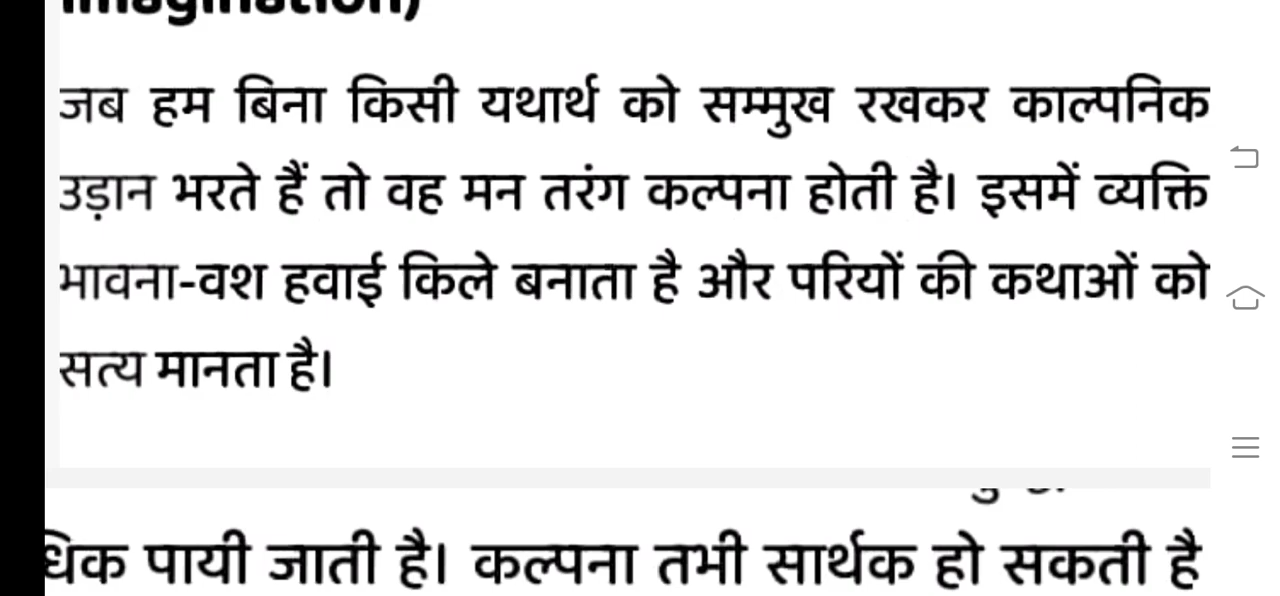 imagination)
जब हम बिना किसी यथार्थ को सम्मुख रखकर काल्पनिक
उड़ान भरते हैं तो वह मन तरंग कल्पना होती है। इसमें व्यक्ति
भावना-वश हवाई किले बनाता है और परियों की कथाओं को
सत्य मानता है।
पायी जाती है। कल्पना तभी सार्थक हो सकती है